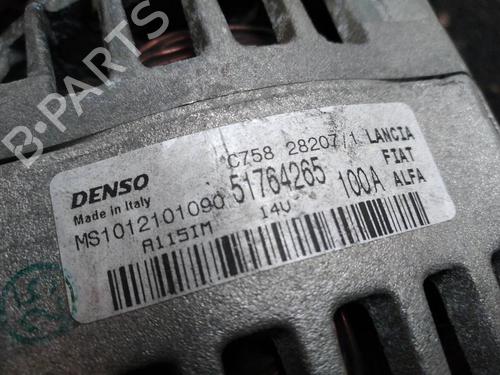 B-PARTS
C758 28207/1 LANCIA
DENSO 51764265 FIAT
Made in Italy 100A ALFA
MS1012101090 14V
A115IM